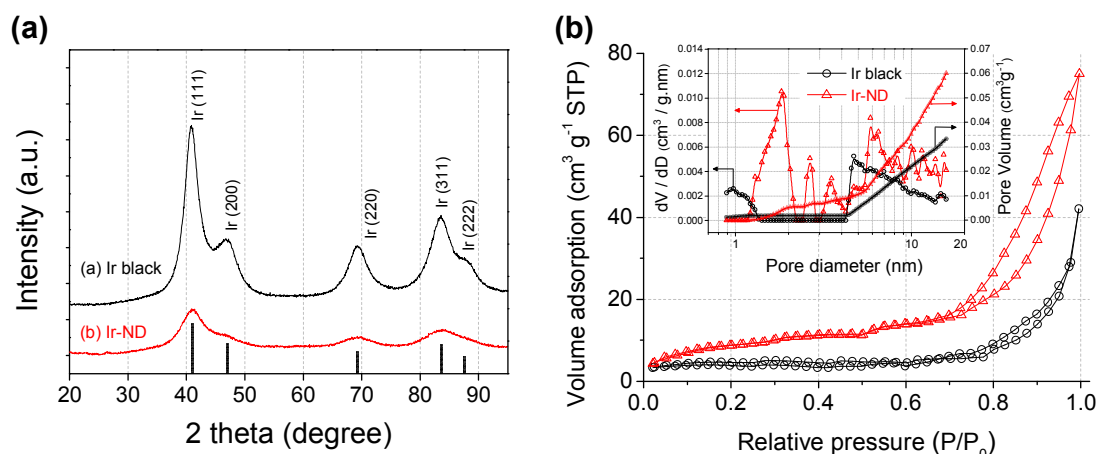 (a)
Intensity (a.u.)
Ir (111)
Ir (200)
Ir (220)
Ir (311)
Ir (222)
(a) Ir black
(b) Ir-ND
20 30 40 50 60 70 80 90
2 theta (degree)
(b)
Volume adsorption (cm³ g⁻¹ STP)
80
60
40
20
0
0.0 0.2 0.4 0.6 0.8 1.0
Relative pressure (P/P₀)
dV / dD (cm³ / g.nm)
0.014
0.012
0.010
0.008
0.006
0.004
0.002
0.000
Ir black
Ir-ND
0.07
0.06
0.05
0.04
0.03
0.02
0.01
0.00
Pore Volume (cm³g⁻¹)
1 10 20
Pore diameter (nm)